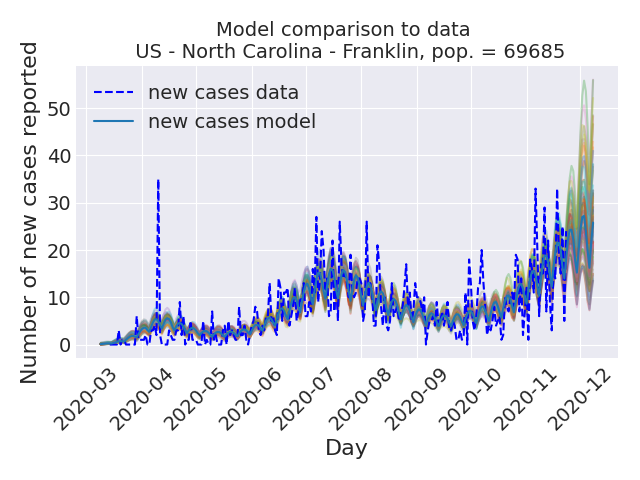 Model comparison to data
US - North Carolina - Franklin, pop. = 69685
Number of new cases reported
new cases data
new cases model
50
40
30
20
10
0
2020-03
2020-04
2020-05
2020-06
2020-07
2020-08
2020-09
2020-10
2020-11
2020-12
Day